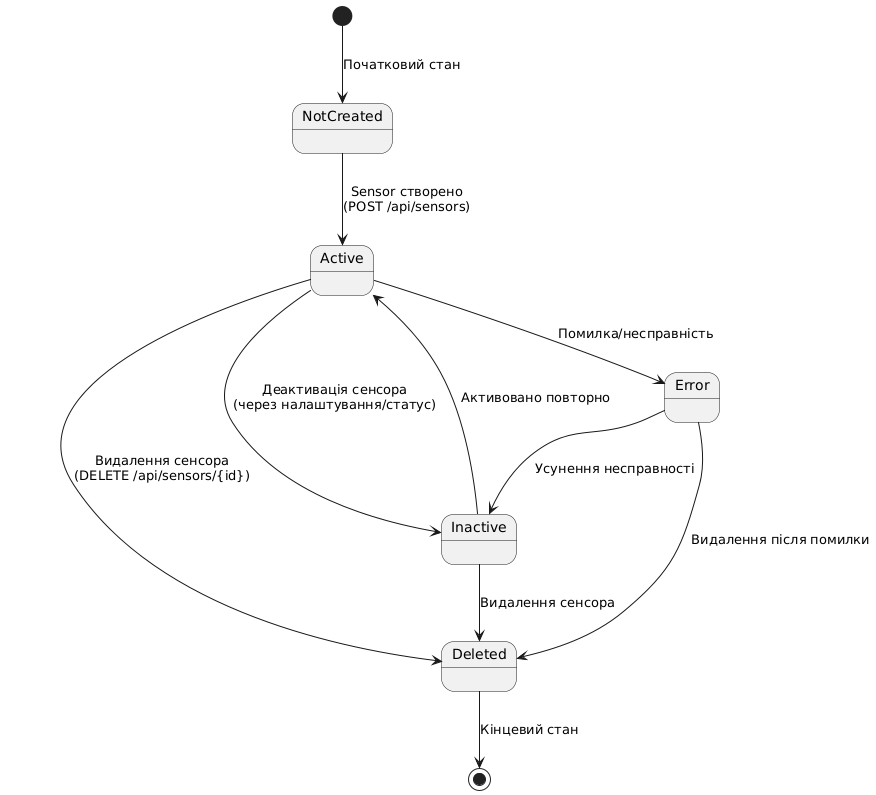 Початковий стан
NotCreated
Sensor створено
(POST /api/sensors)
Active
Помилка/несправність
Error
Деактивація сенсора
(через налаштування/статус)
Активовано повторно
Видалення сенсора
(DELETE /api/sensors/{id})
Усунення несправності
Inactive
Видалення після помилки
Видалення сенсора
Deleted
Кінцевий стан